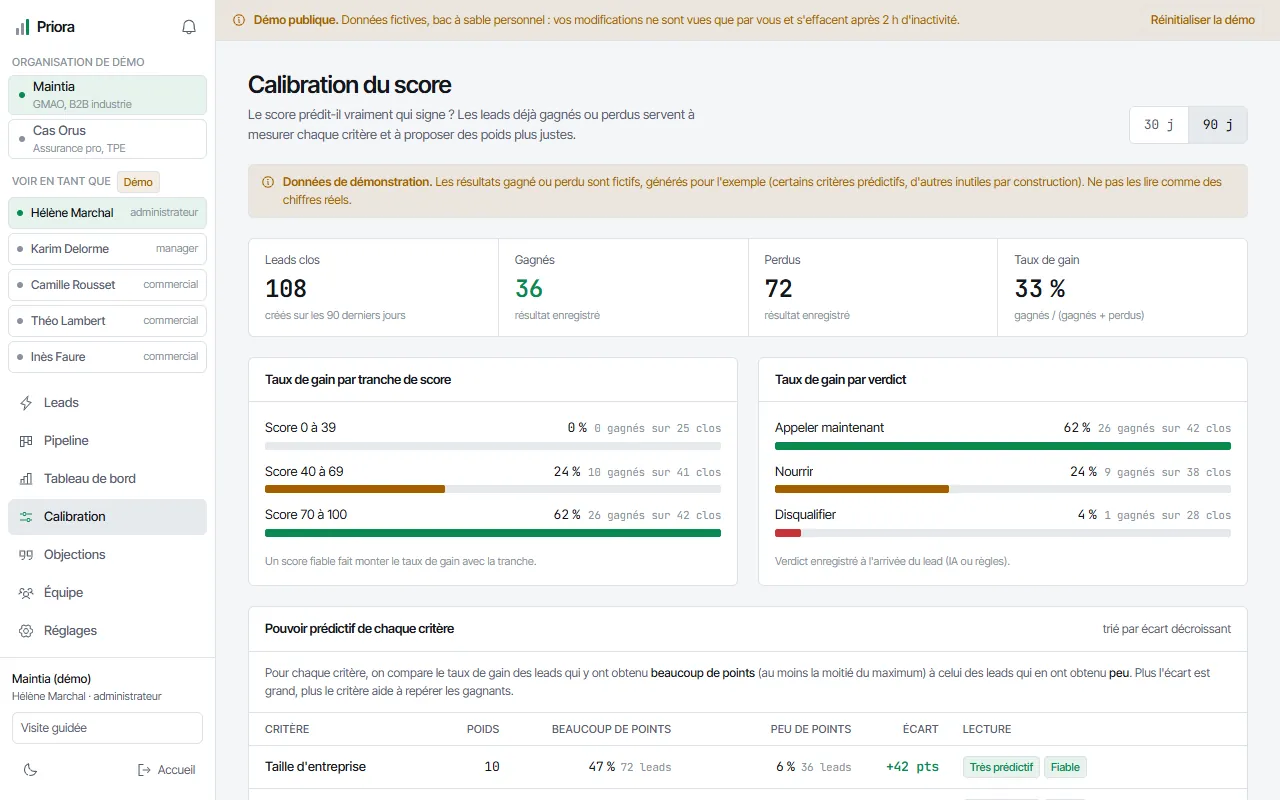 Priora
ORGANISATION DE DÉMO
Maintia
GMAO, B2B industrie
Cas Orus
Assurance pro, TPE
VOIR EN TANT QUE Démo
Hélène Marchal administrateur
Karim Delorme manager
Camille Rousset commercial
Théo Lambert commercial
Inès Faure commercial
Leads
Pipeline
Tableau de bord
Calibration
Objections
Équipe
Réglages
Maintia (démo)
Hélène Marchal · administrateur
Visite guidée
Accueil
Démo publique. Données fictives, bac à sable personnel : vos modifications ne sont vues que par vous et s'effacent après 2 h d'inactivité.
Réinitialiser la démo
Calibration du score
Le score prédit-il vraiment qui signe ? Les leads déjà gagnés ou perdus servent à
mesurer chaque critère et à proposer des poids plus justes.
30 j 90 j
Données de démonstration. Les résultats gagné ou perdu sont fictifs, générés pour l'exemple (certains critères prédictifs, d'autres inutiles par construction). Ne pas les lire comme des
chiffres réels.
Leads clos
108
créés sur les 90 derniers jours
Gagnés
36
résultat enregistré
Perdus
72
résultat enregistré
Taux de gain
33 %
gagnés / (gagnés + perdus)
Taux de gain par tranche de score
Score 0 à 39 0 % 0 gagnés sur 25 clos
Score 40 à 69 24 % 10 gagnés sur 41 clos
Score 70 à 100 62 % 26 gagnés sur 42 clos
Un score fiable fait monter le taux de gain avec la tranche.
Taux de gain par verdict
Appeler maintenant 62 % 26 gagnés sur 42 clos
Nourrir 24 % 9 gagnés sur 38 clos
Disqualifier 4 % 1 gagnés sur 28 clos
Verdict enregistré à l'arrivée du lead (IA ou règles).
Pouvoir prédictif de chaque critère trié par écart décroissant
Pour chaque critère, on compare le taux de gain des leads qui y ont obtenu beaucoup de points (au moins la moitié du maximum) à celui des leads qui en ont obtenu peu. Plus l'écart est
grand, plus le critère aide à repérer les gagnants.
CRITÈRE POIDS BEAUCOUP DE POINTS PEU DE POINTS ÉCART LECTURE
Taille d'entreprise 10 47 % 72 leads 6 % 36 leads +42 pts Très prédictif Fiable